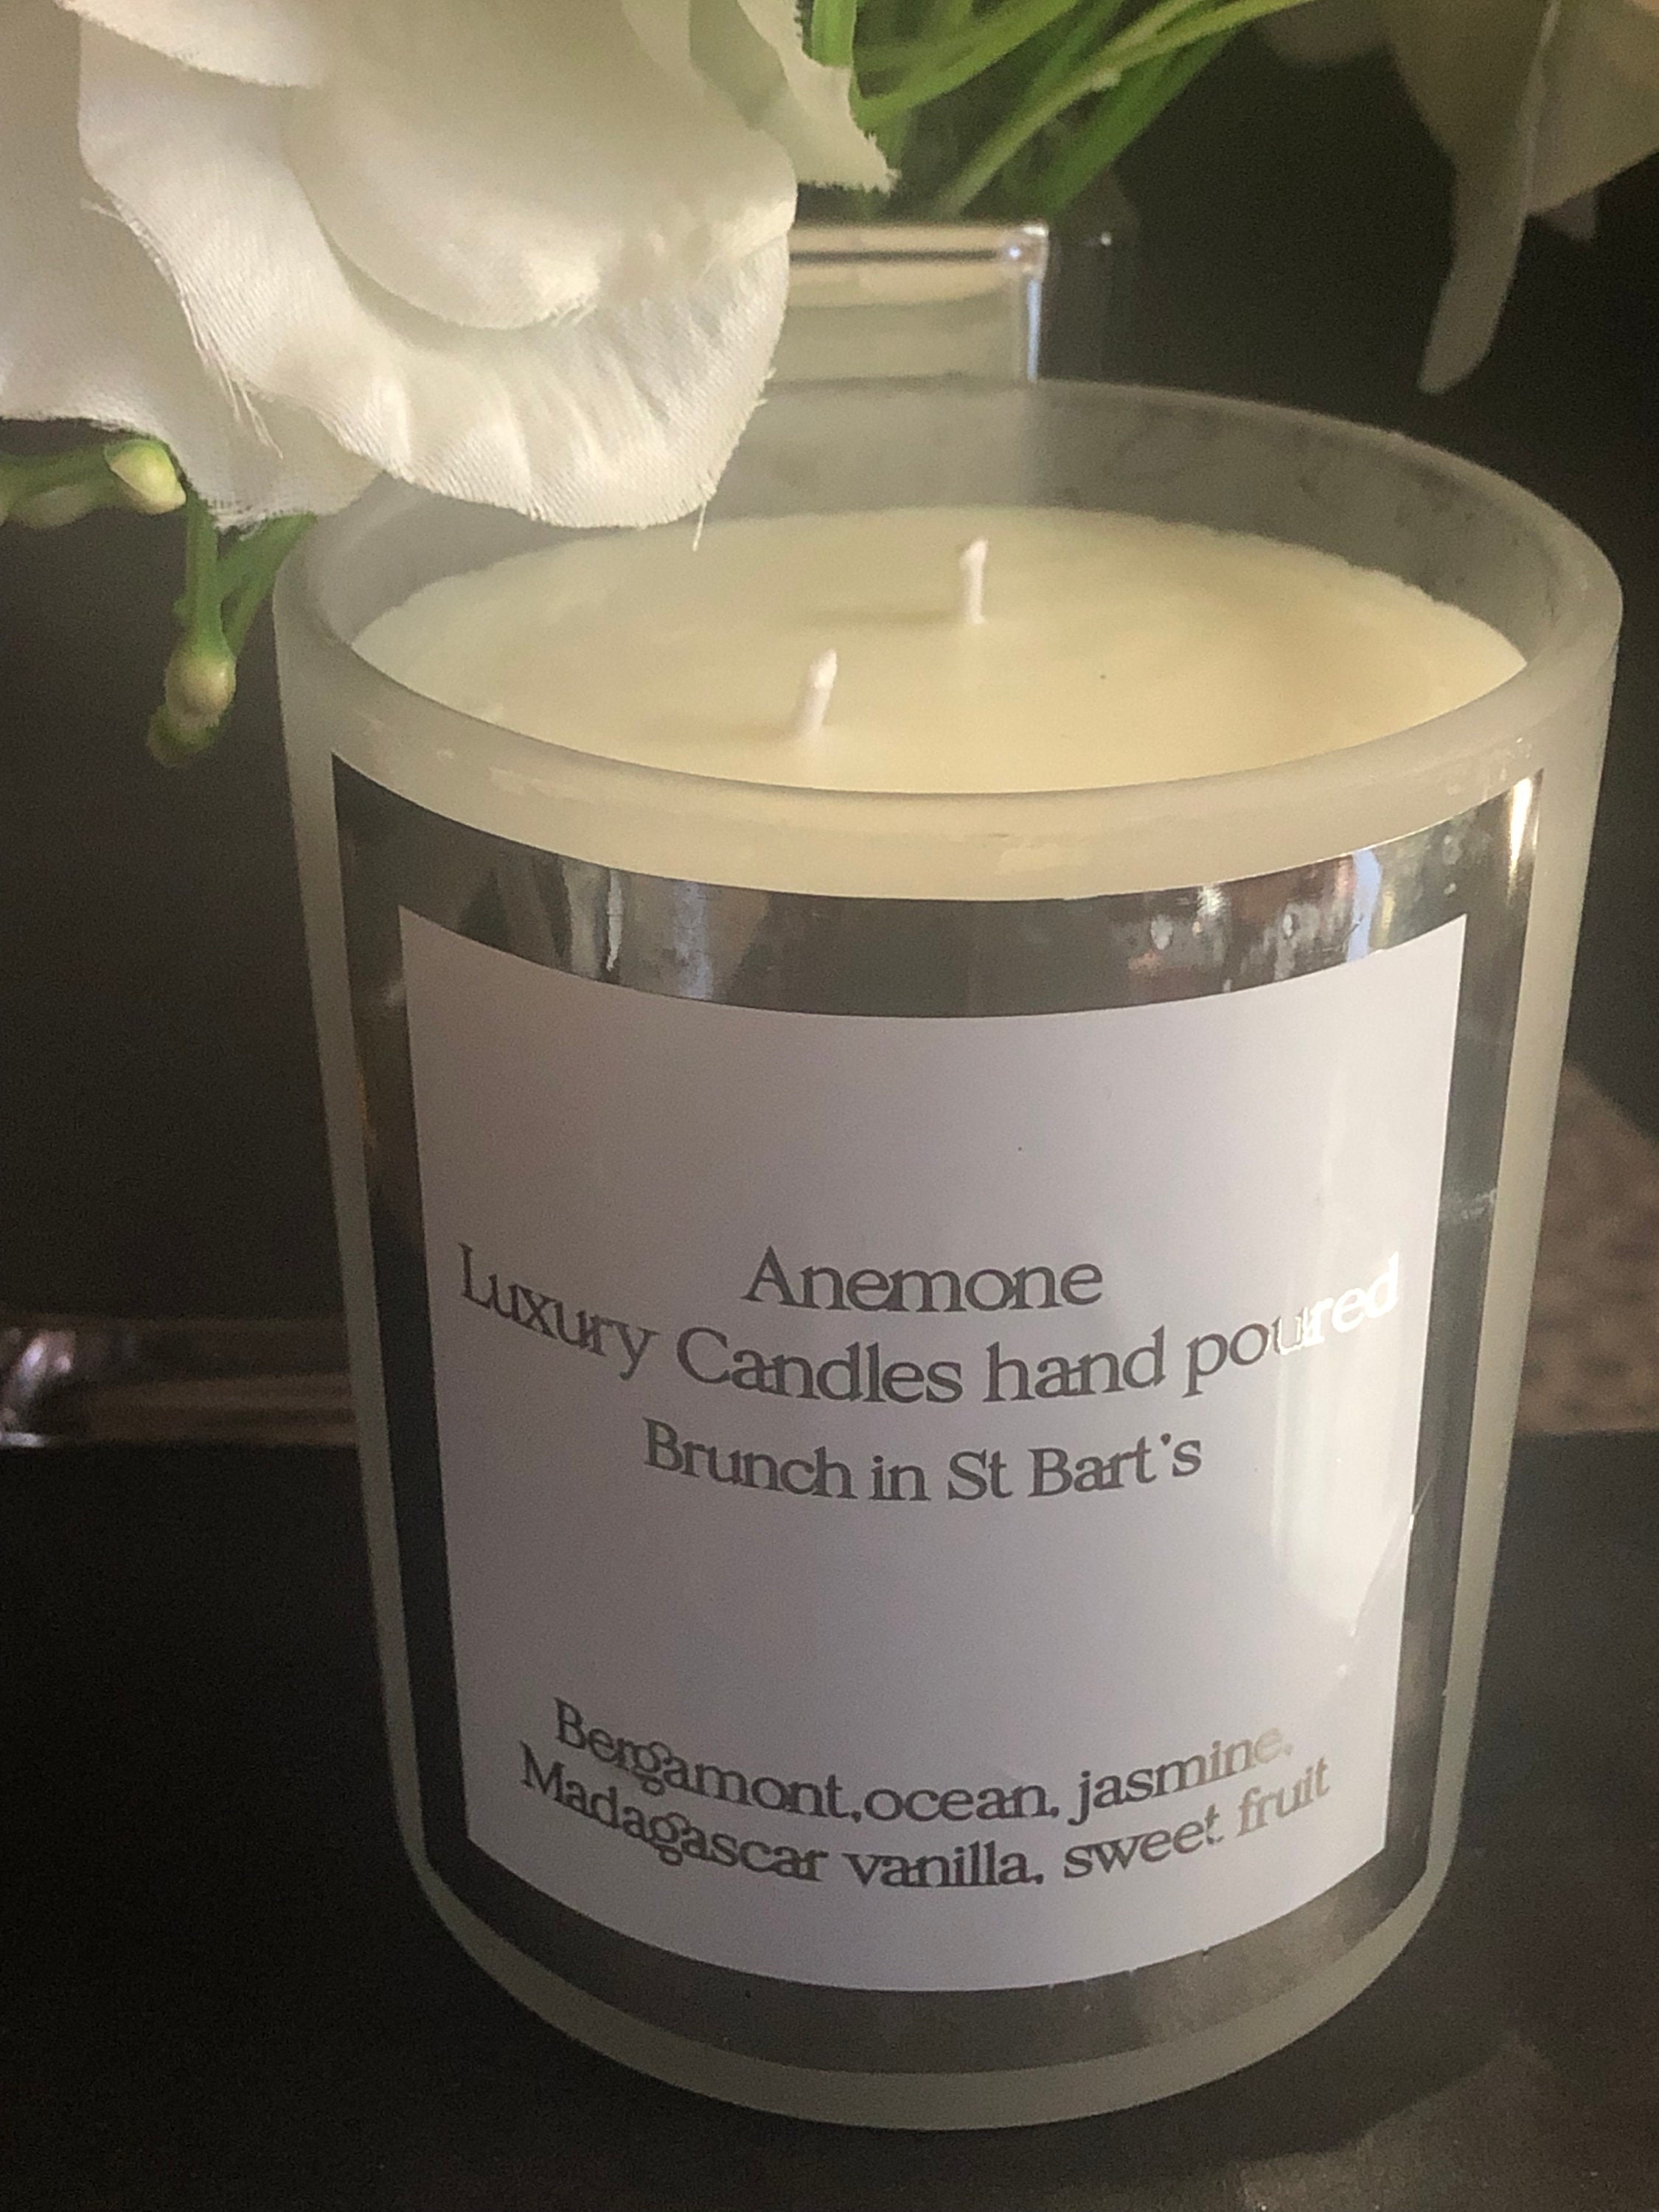 Anemone
Luxury Candles hand poured
Brunch in St Bart's
Bergamont,ocean, jasmine,
Madagascar vanilla, sweet fruit